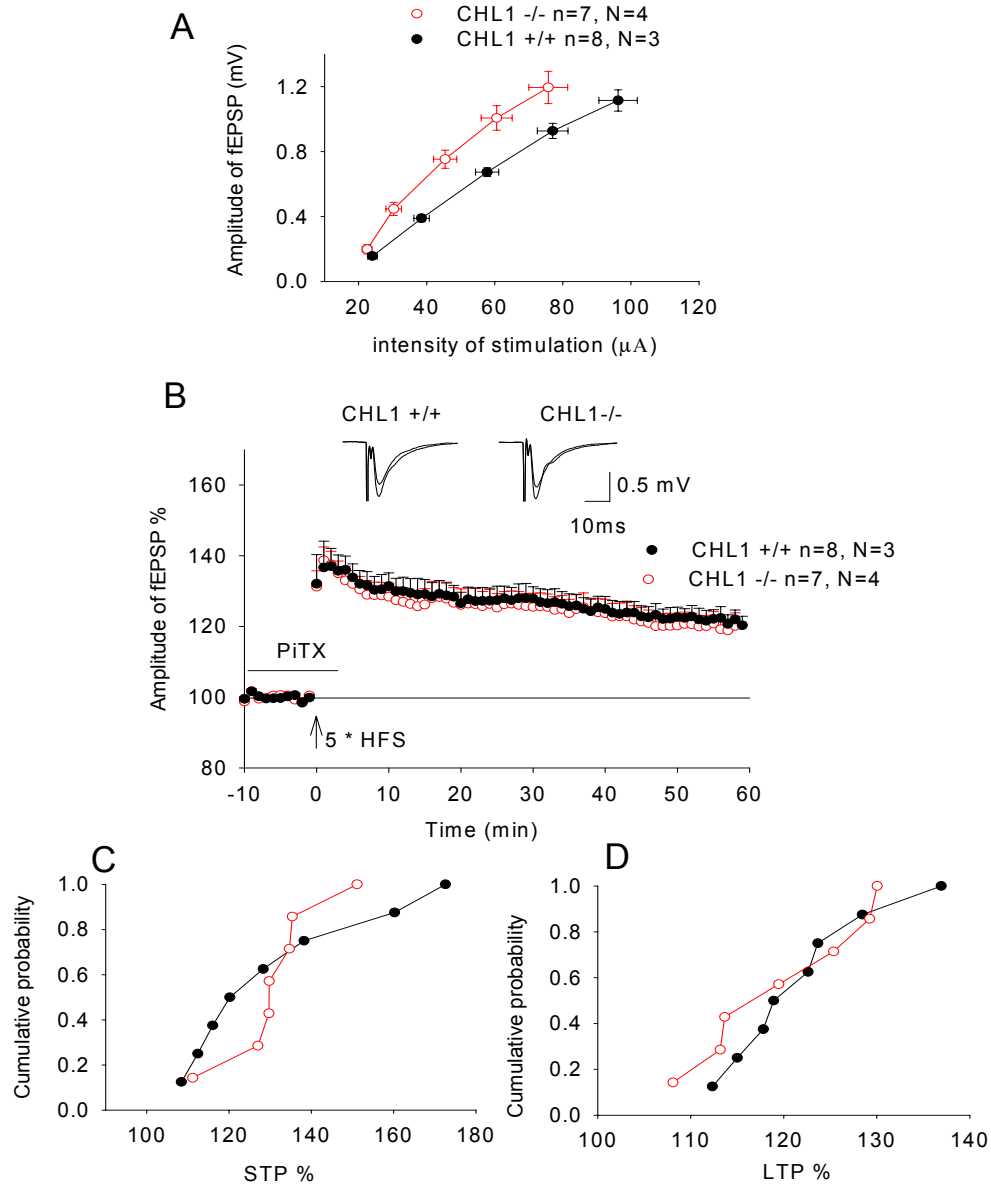 A
CHL1 -/- n=7, N=4
CHL1 +/+ n=8, N=3
Amplitude of fEPSP (mV)
1.2
0.8
0.4
0.0
20 40 60 80 100 120
intensity of stimulation (μA)
B
CHL1 +/+ CHL1-/-
0.5 mV
10ms
CHL1 +/+ n=8, N=3
CHL1 -/- n=7, N=4
Amplitude of fEPSP %
160
140
120
100
80
PiTX
5 * HFS
-10 0 10 20 30 40 50 60
Time (min)
C
Cumulative probability
1.0
0.8
0.6
0.4
0.2
0.0
100 120 140 160 180
STP %
D
Cumulative probability
1.0
0.8
0.6
0.4
0.2
0.0
100 110 120 130 140
LTP %